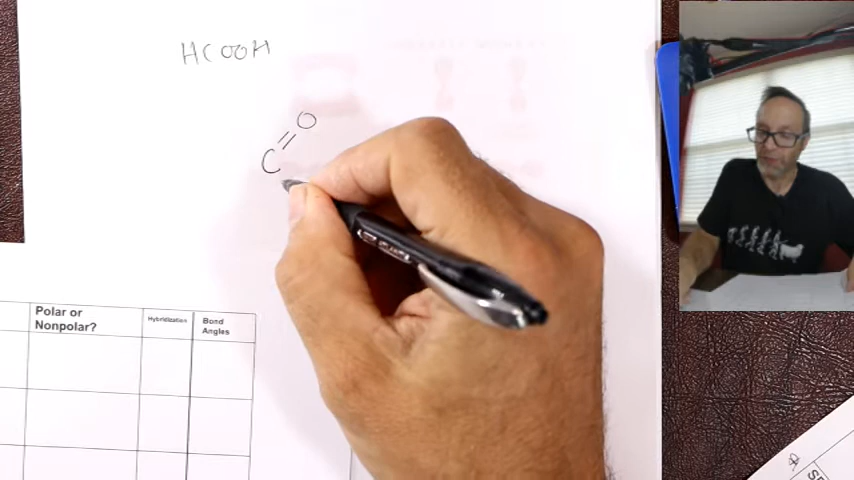 HCOOH
C=O
Polar or
Nonpolar?
Hybridization
Bond
Angles